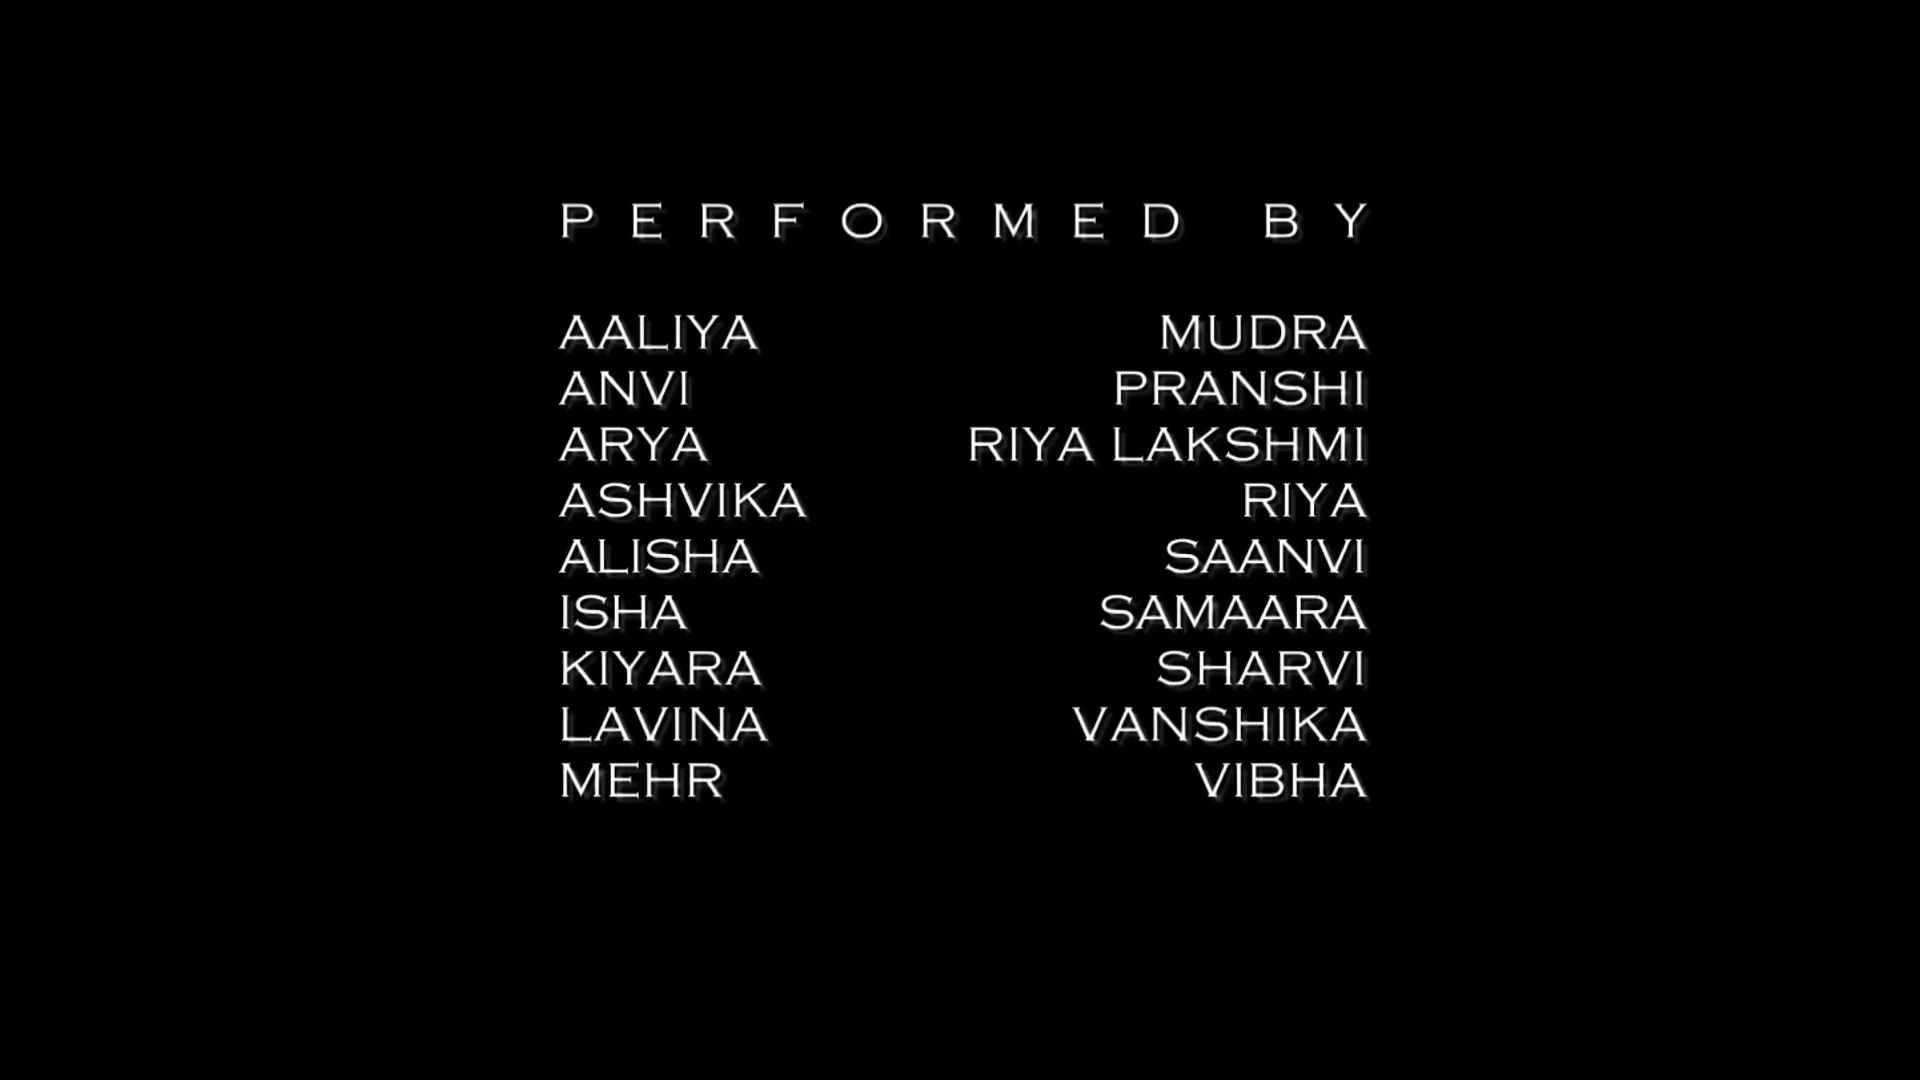 PERFORMED BY
AALIYA MUDRA
ANVI PRANSHI
ARYA RIYA LAKSHMI
ASHVIKA RIYA
ALISHA SAANVI
ISHA SAMAARA
KIYARA SHARVI
LAVINA VANSHIKA
MEHR VIBHA